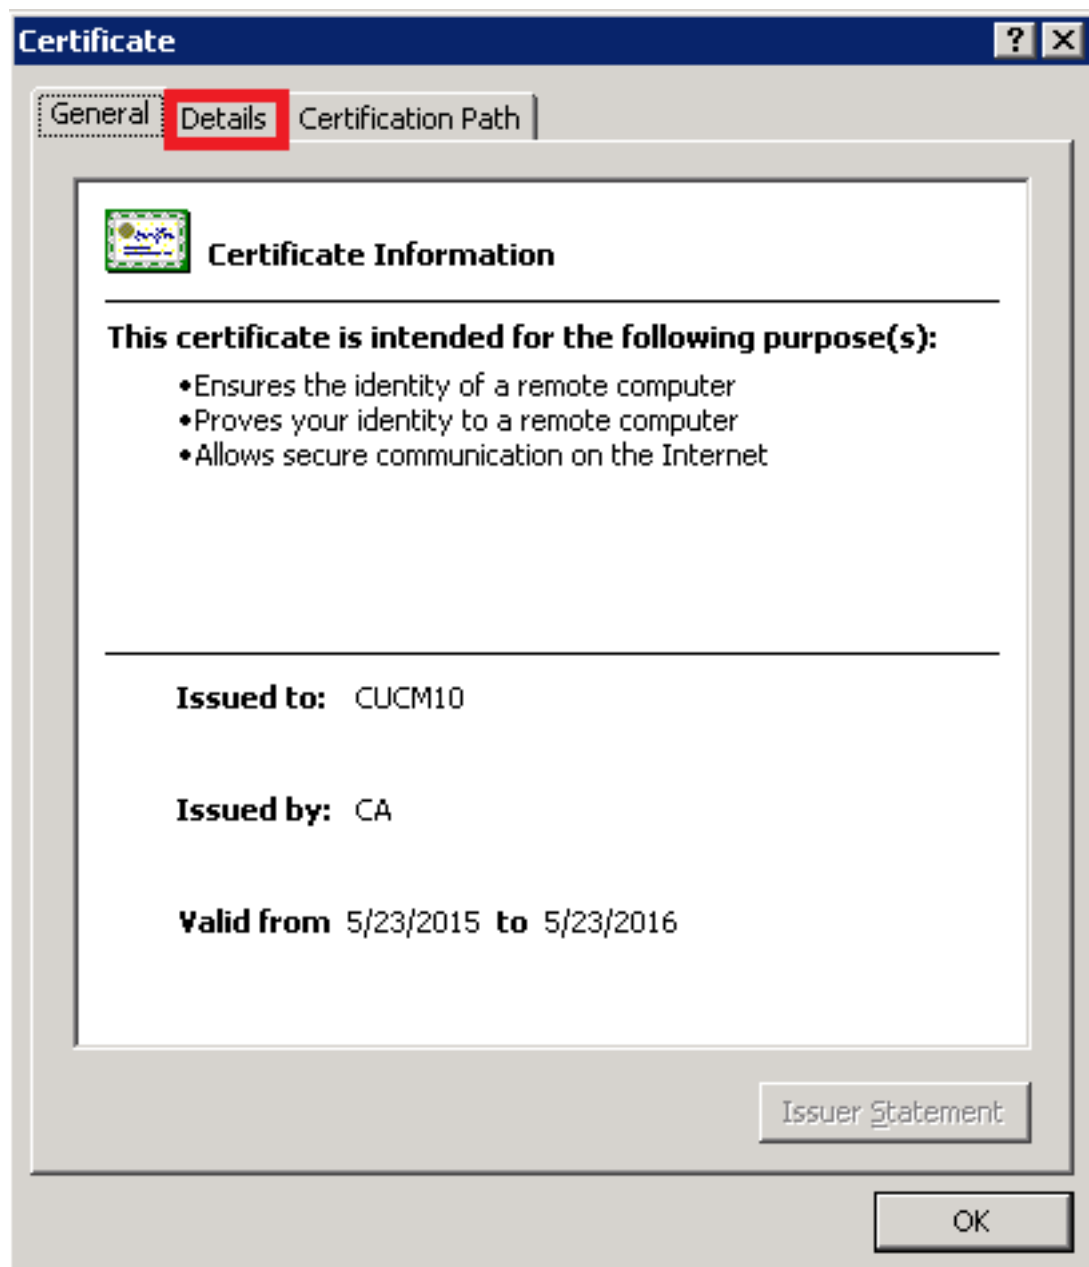 Certificate
General Details Certification Path
Certificate Information
This certificate is intended for the following purpose(s):
•Ensures the identity of a remote computer
•Proves your identity to a remote computer
•Allows secure communication on the Internet
Issued to: CUCM10
Issued by: CA
Valid from 5/23/2015 to 5/23/2016
Issuer Statement
OK